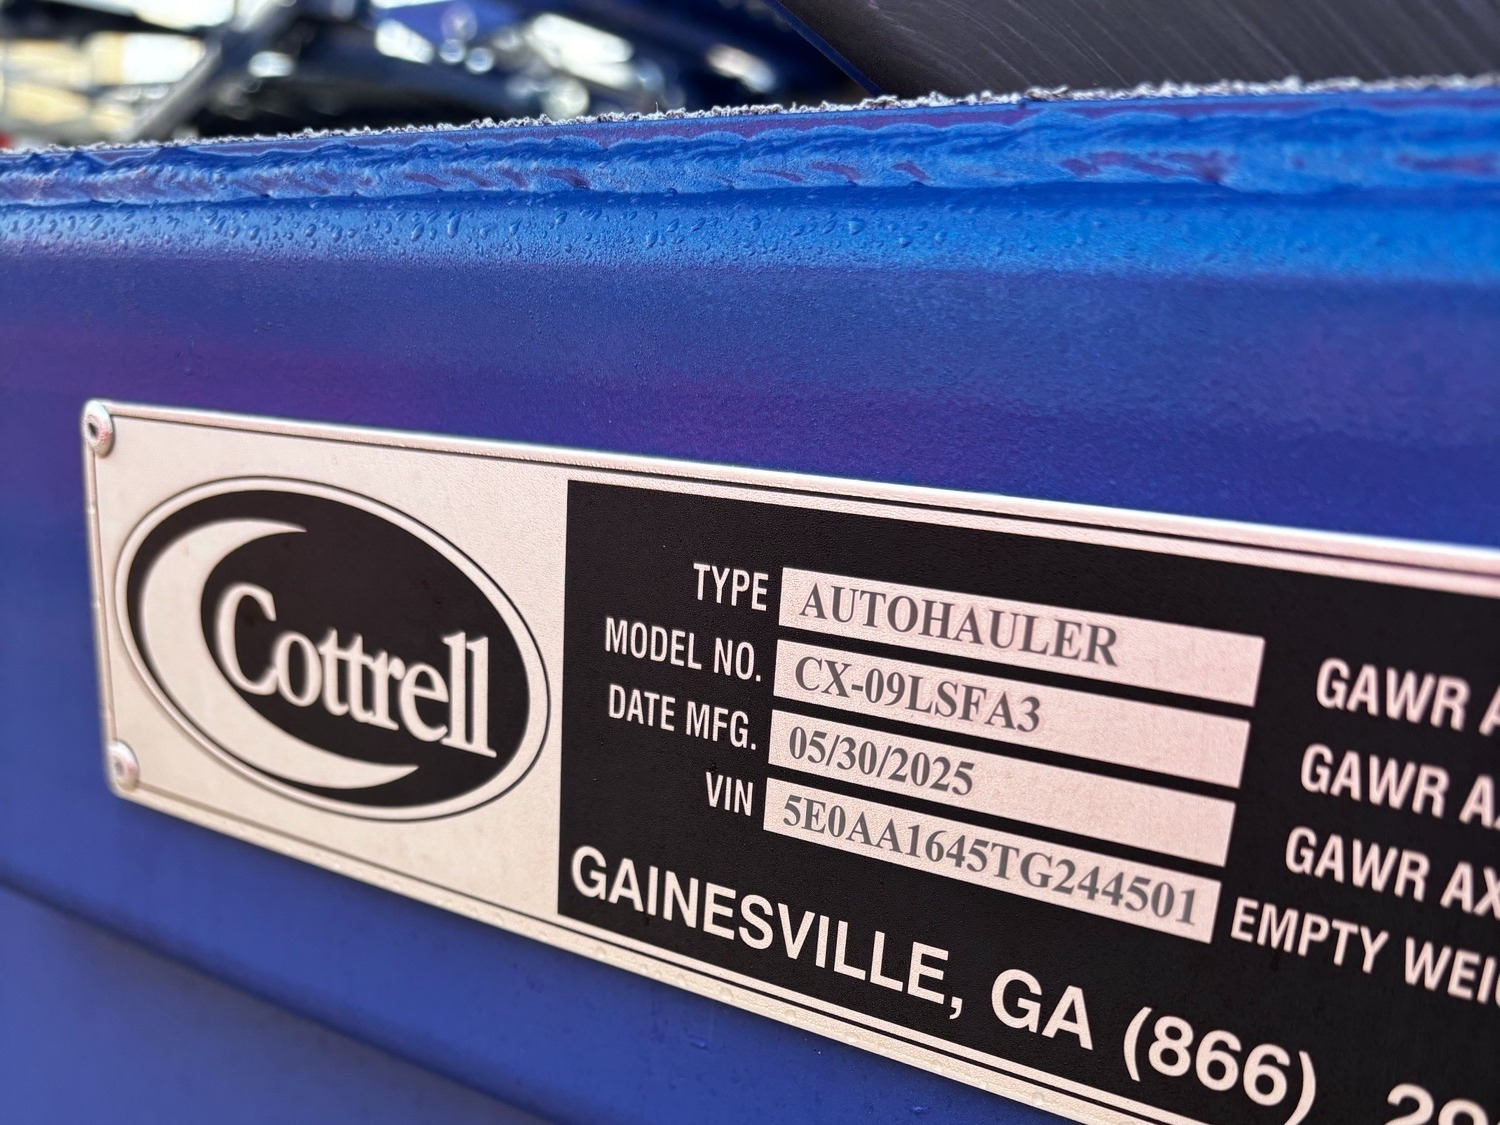 Cottrell
TYPE AUTOHAULER
MODEL NO. CX-09LSFA3
DATE MFG. 05/30/2025
VIN 5E0AA1645TG244501
GAWR
GAWR
GAWR
EMPTY
GAINESVILLE, GA (866)